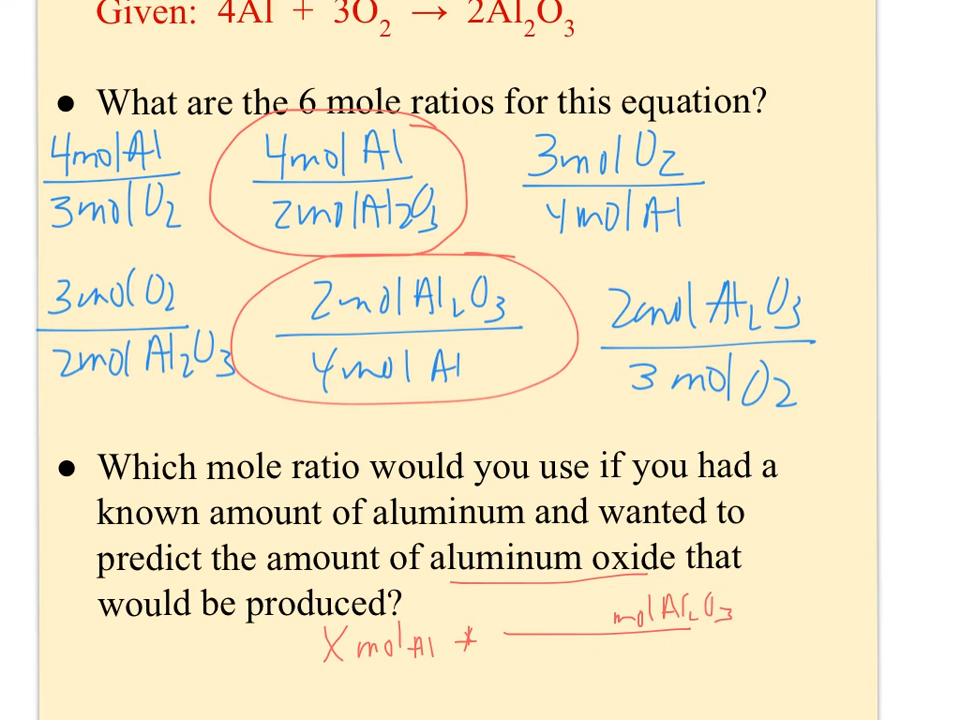 Given: 4Al + 3O₂ → 2Al₂O₃
● What are the 6 mole ratios for this equation?
4molAl 4mol Al 3mol O₂
3mol O₂ 2mol Al₂O₃ 4mol Al
3mol O₂ 2mol Al₂O₃ 2mol Al₂O₃
2mol Al₂O₃ 4mol Al 3 mol O₂
● Which mole ratio would you use if you had a
known amount of aluminum and wanted to
predict the amount of aluminum oxide that
would be produced?
mol Al₂O₃
X mol Al *